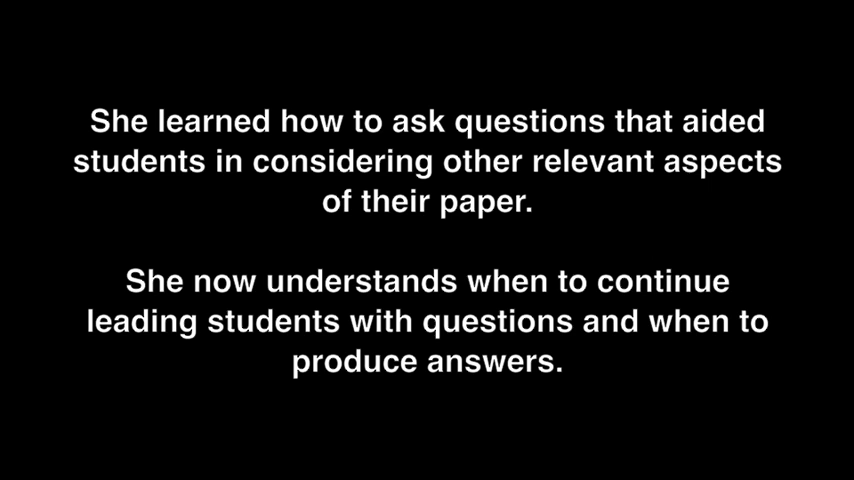 She learned how to ask questions that aided
students in considering other relevant aspects
of their paper.
She now understands when to continue
leading students with questions and when to
produce answers.